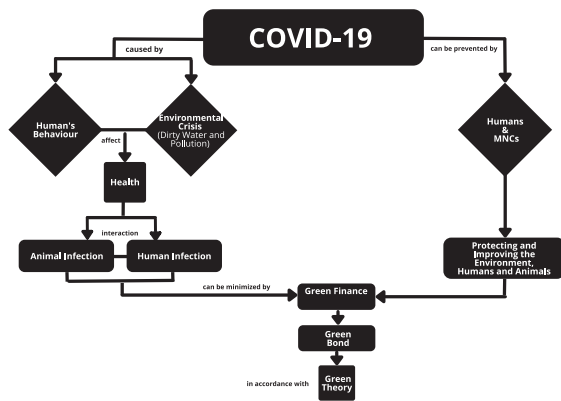 COVID-19
caused by
can be prevented by
Human's
Behaviour
Environmental
Crisis
(Dirty Water and
Pollution)
Humans
&
MNCs
affect
Health
interaction
Animal Infection
Human Infection
Protecting and
Improving the
Environment,
Humans and Animals
can be minimized by
Green Finance
Green
Bond
in accordance with
Green
Theory